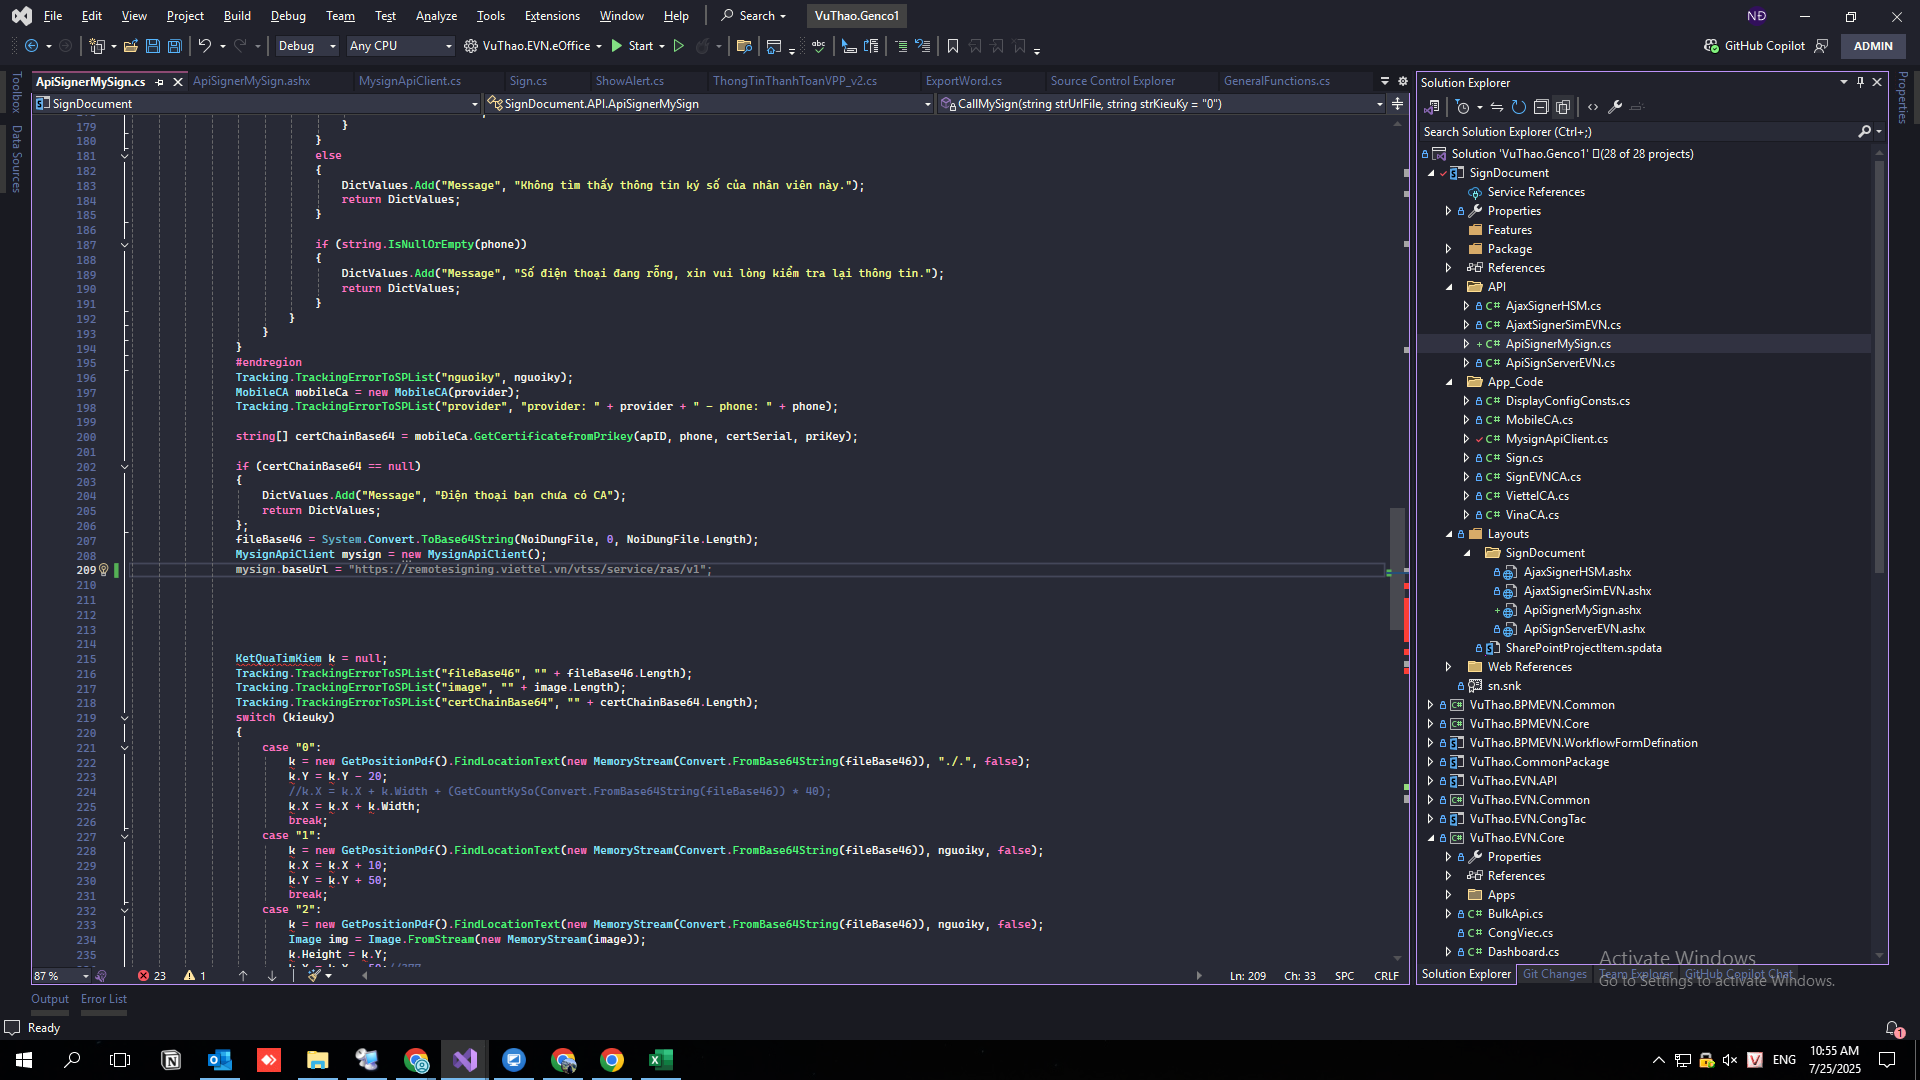 File Edit View Project Build Debug Team Test Analyze Tools Extensions Window Help Search VuThao.Genco1 NĐ
Debug Any CPU VuThao.EVN.eOffice Start GitHub Copilot ADMIN
ApiSignerMySign.cs ApiSignerMySign.ashx MysignApiClient.cs Sign.cs ShowAlert.cs ThongTinThanhToanVPP_v2.cs ExportWord.cs Source Control Explorer GeneralFunctions.cs
SignDocument SignDocument.API.ApiSignerMySign CallMySign(string strUrlFile, string strKieuKy = "0")
Toolbox
Data Sources
179 }
180 }
181 else
182 {
183 DictValues.Add("Message", "Không tìm thấy thông tin ký số của nhân viên này.");
184 return DictValues;
185 }
186
187 if (string.IsNullOrEmpty(phone))
188 {
189 DictValues.Add("Message", "Số điện thoại đang rỗng, xin vui lòng kiểm tra lại thông tin.");
190 return DictValues;
191 }
192 }
193 }
194 }
195 #endregion
196 Tracking.TrackingErrorToSPList("nguoiky", nguoiky);
197 MobileCA mobileCa = new MobileCA(provider);
198 Tracking.TrackingErrorToSPList("provider", "provider: " + provider + " - phone: " + phone);
199
200 string[] certChainBase64 = mobileCa.GetCertificatefromPrikey(apID, phone, certSerial, priKey);
201
202 if (certChainBase64 == null)
203 {
204 DictValues.Add("Message", "Điện thoại bạn chưa có CA");
205 return DictValues;
206 };
207 fileBase46 = System.Convert.ToBase64String(NoiDungFile, 0, NoiDungFile.Length);
208 MysignApiClient mysign = new MysignApiClient();
209 mysign.baseUrl = "https://remotesigning.viettel.vn/vtss/service/ras/v1";
210
211
212
213
214
215 KetQuaTimKiem k = null;
216 Tracking.TrackingErrorToSPList("fileBase46", "" + fileBase46.Length);
217 Tracking.TrackingErrorToSPList("image", "" + image.Length);
218 Tracking.TrackingErrorToSPList("certChainBase64", "" + certChainBase64.Length);
219 switch (kieuky)
220 {
221 case "0":
222 k = new GetPositionPdf().FindLocationText(new MemoryStream(Convert.FromBase64String(fileBase46)), "./.", false);
223 k.Y = k.Y - 20;
224 //k.X = k.X + k.Width + (GetCountKySo(Convert.FromBase64String(fileBase46)) * 40);
225 k.X = k.X + k.Width;
226 break;
227 case "1":
228 k = new GetPositionPdf().FindLocationText(new MemoryStream(Convert.FromBase64String(fileBase46)), nguoiky, false);
229 k.X = k.X + 10;
230 k.Y = k.Y + 50;
231 break;
232 case "2":
233 k = new GetPositionPdf().FindLocationText(new MemoryStream(Convert.FromBase64String(fileBase46)), nguoiky, false);
234 Image img = Image.FromStream(new MemoryStream(image));
235 k.Height = k.Y;
87 % 23 1 Ln: 209 Ch: 33 SPC CRLF
Output Error List
Ready
Solution Explorer
Search Solution Explorer (Ctrl+;)
Solution 'VuThao.Genco1' (28 of 28 projects)
SignDocument
Service References
Properties
Features
Package
References
API
AjaxSignerHSM.cs
AjaxtSignerSimEVN.cs
ApiSignerMySign.cs
ApiSignServerEVN.cs
App_Code
DisplayConfigConsts.cs
MobileCA.cs
MysignApiClient.cs
Sign.cs
SignEVNCA.cs
ViettelCA.cs
VinaCA.cs
Layouts
SignDocument
AjaxSignerHSM.ashx
AjaxtSignerSimEVN.ashx
ApiSignerMySign.ashx
ApiSignServerEVN.ashx
SharePointProjectItem.spdata
Web References
sn.snk
VuThao.BPMEVN.Common
VuThao.BPMEVN.Core
VuThao.BPMEVN.WorkflowFormDefination
VuThao.CommonPackage
VuThao.EVN.API
VuThao.EVN.Common
VuThao.EVN.CongTac
VuThao.EVN.Core
Properties
References
Apps
BulkApi.cs
CongViec.cs
Dashboard.cs
Solution Explorer Git Changes Team Explorer GitHub Copilot Chat
Properties
Activate Windows
Go to Settings to activate Windows.
1
ENG
10:55 AM
7/25/2025